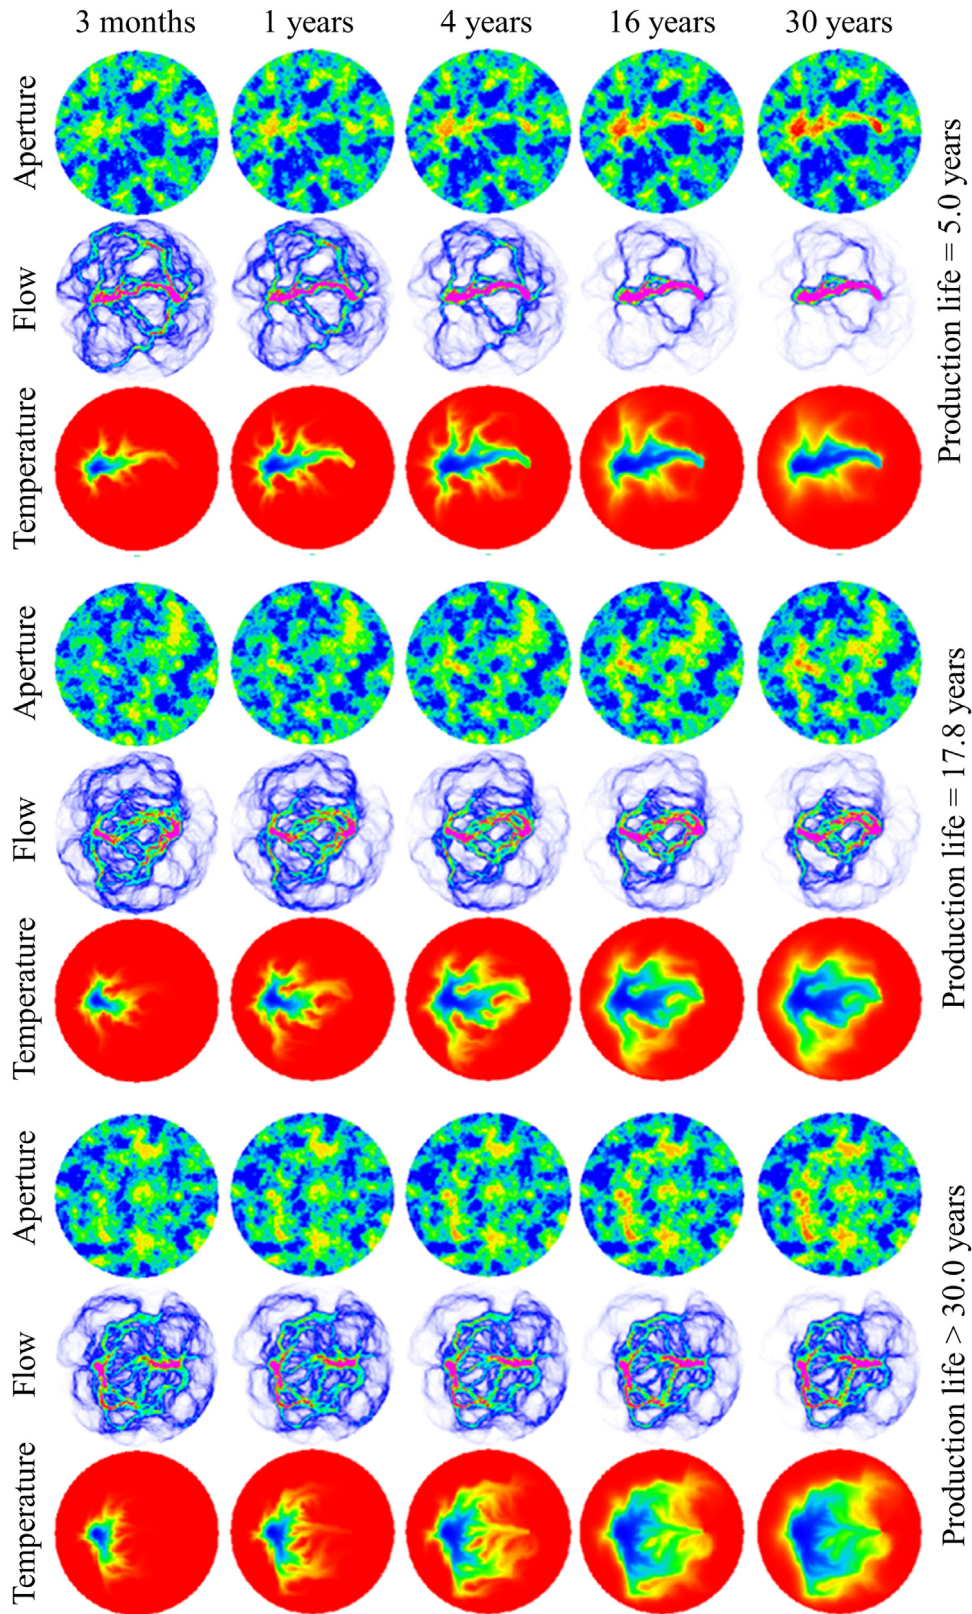 3 months 1 years 4 years 16 years 30 years
Aperture
Flow
Temperature
Production life = 5.0 years
Aperture
Flow
Temperature
Production life = 17.8 years
Aperture
Flow
Temperature
Production life > 30.0 years